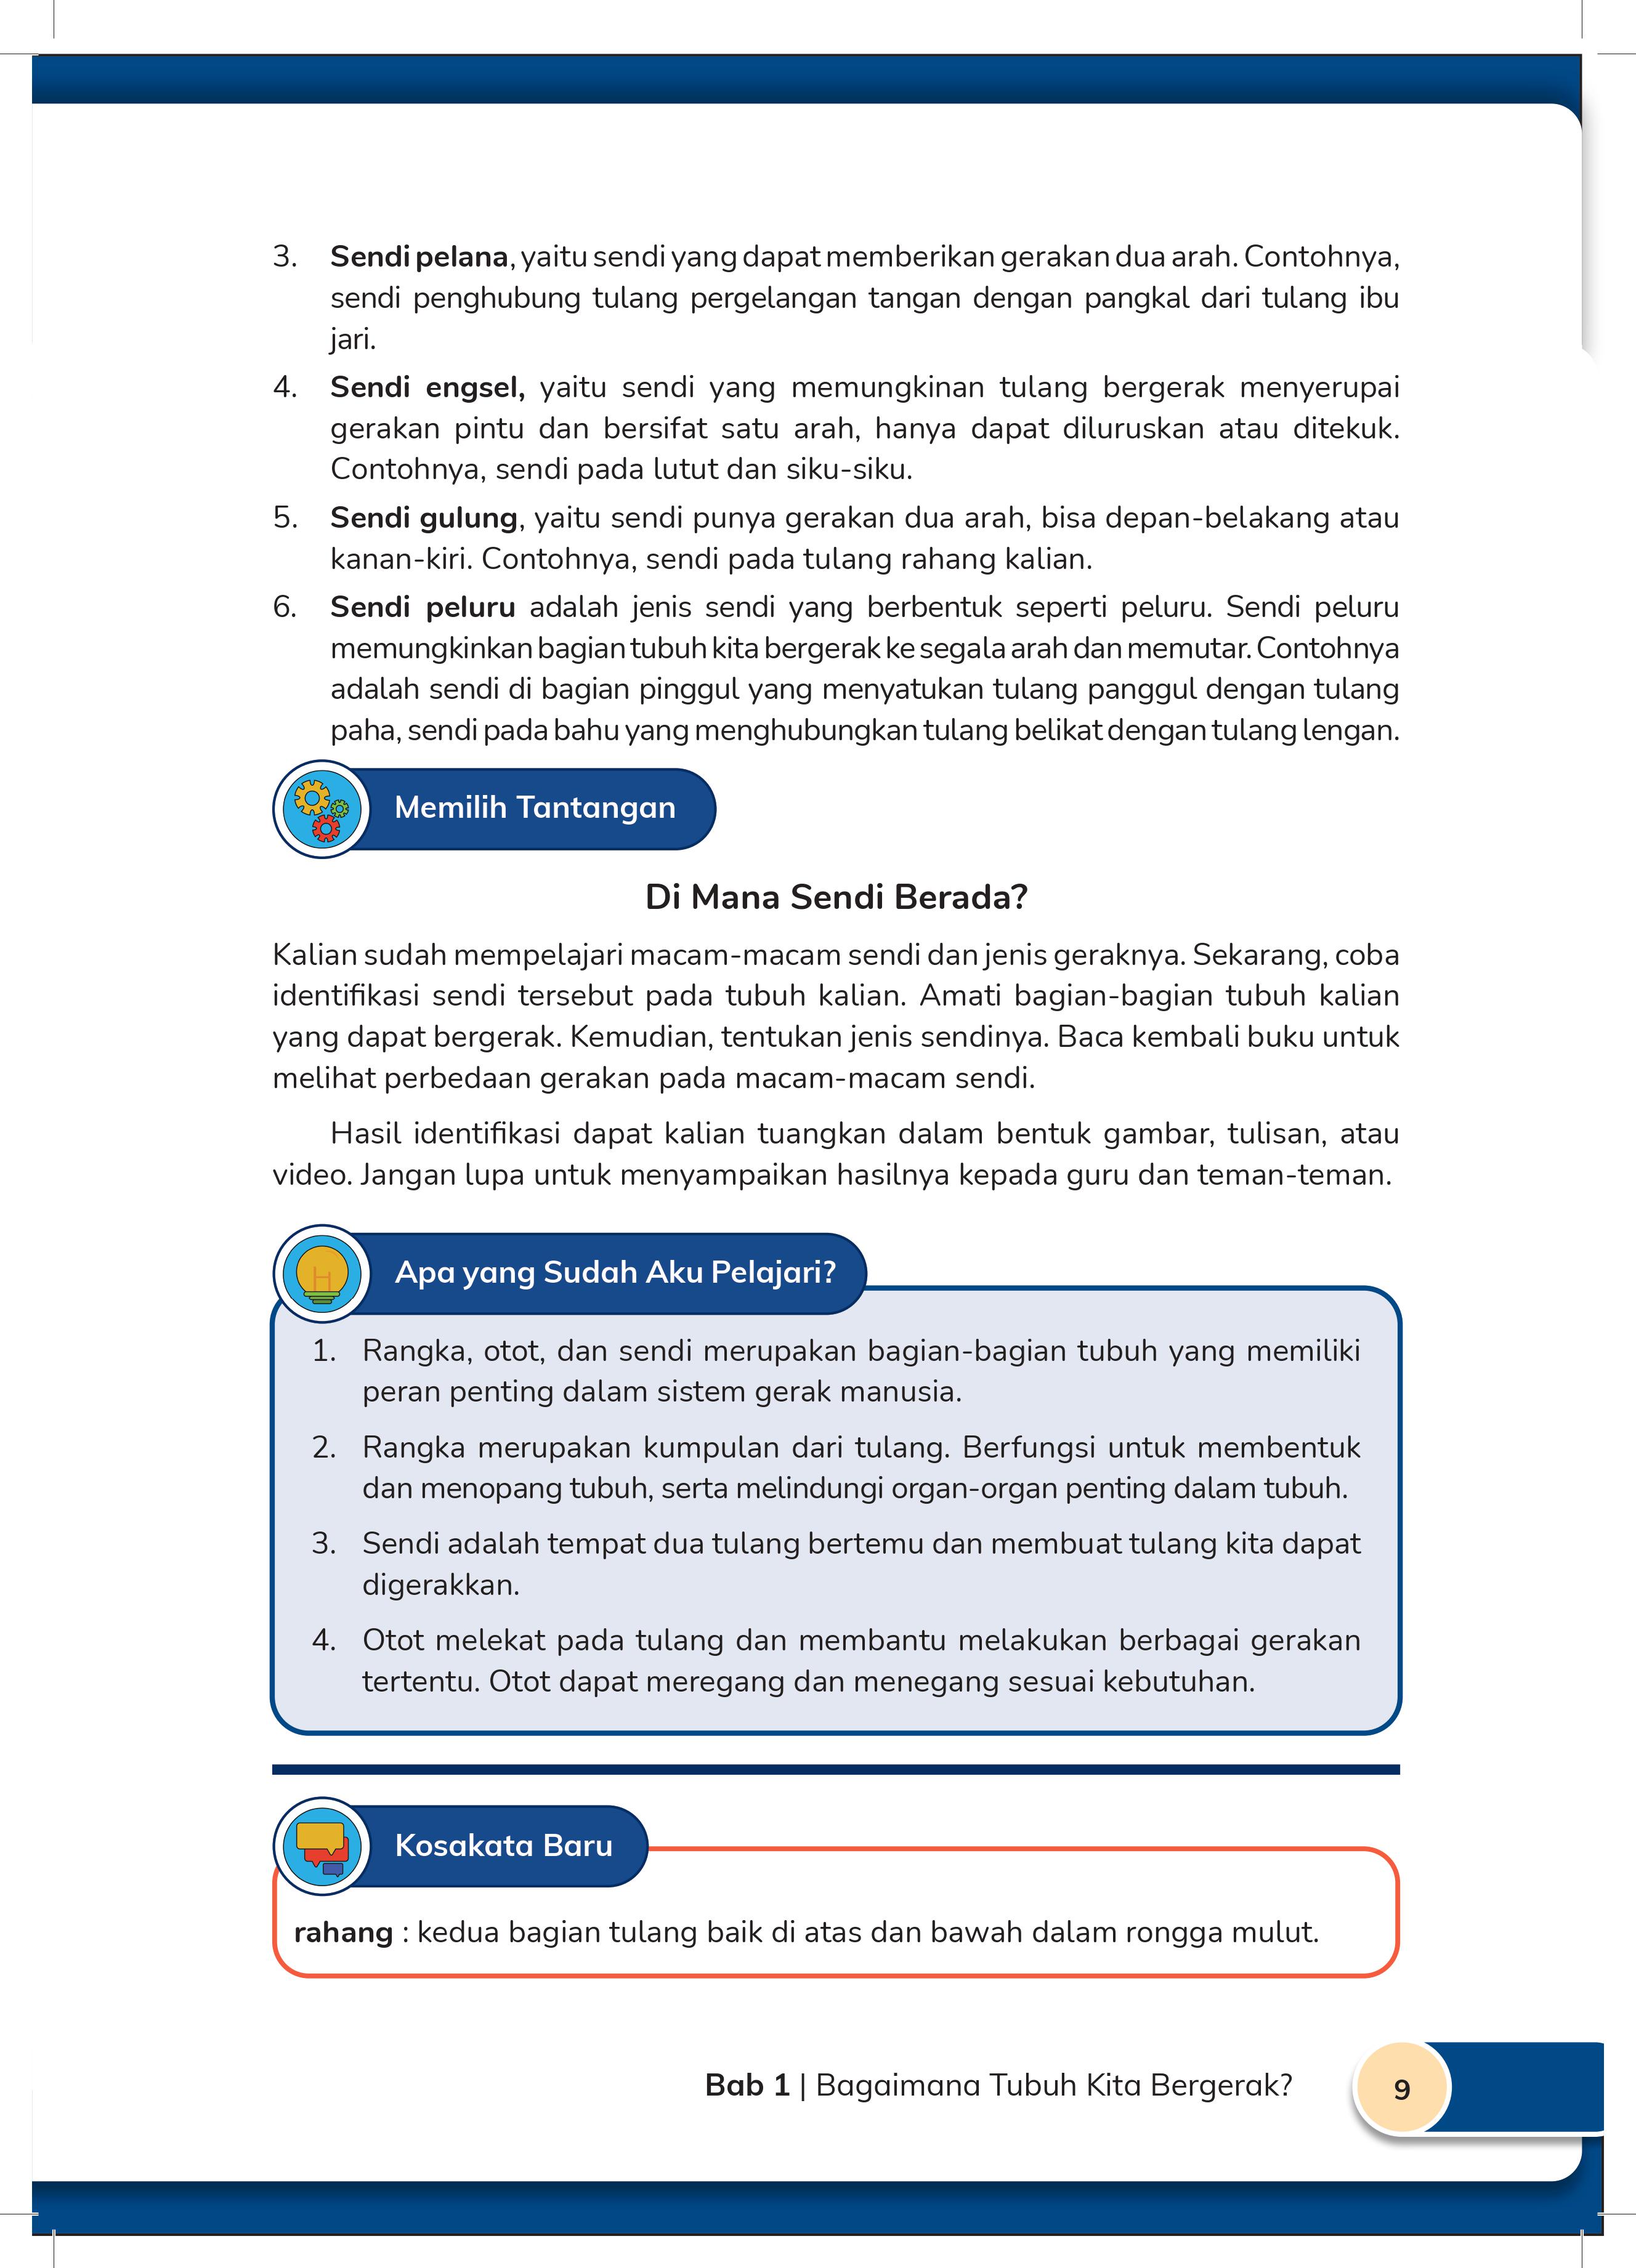 3. Sendi pelana, yaitu sendi yang dapat memberikan gerakan dua arah. Contohnya,
sendi penghubung tulang pergelangan tangan dengan pangkal dari tulang ibu
jari.
4. Sendi engsel, yaitu sendi yang memungkinan tulang bergerak menyerupai
gerakan pintu dan bersifat satu arah, hanya dapat diluruskan atau ditekuk.
Contohnya, sendi pada lutut dan siku-siku.
5. Sendi gulung, yaitu sendi punya gerakan dua arah, bisa depan-belakang atau
kanan-kiri. Contohnya, sendi pada tulang rahang kalian.
6. Sendi peluru adalah jenis sendi yang berbentuk seperti peluru. Sendi peluru
memungkinkan bagian tubuh kita bergerak ke segala arah dan memutar. Contohnya
adalah sendi di bagian pinggul yang menyatukan tulang panggul dengan tulang
paha, sendi pada bahu yang menghubungkan tulang belikat dengan tulang lengan.
Memilih Tantangan
Di Mana Sendi Berada?
Kalian sudah mempelajari macam-macam sendi dan jenis geraknya. Sekarang, coba
identifikasi sendi tersebut pada tubuh kalian. Amati bagian-bagian tubuh kalian
yang dapat bergerak. Kemudian, tentukan jenis sendinya. Baca kembali buku untuk
melihat perbedaan gerakan pada macam-macam sendi.
Hasil identifikasi dapat kalian tuangkan dalam bentuk gambar, tulisan, atau
video. Jangan lupa untuk menyampaikan hasilnya kepada guru dan teman-teman.
Apa yang Sudah Aku Pelajari?
1. Rangka, otot, dan sendi merupakan bagian-bagian tubuh yang memiliki
peran penting dalam sistem gerak manusia.
2. Rangka merupakan kumpulan dari tulang. Berfungsi untuk membentuk
dan menopang tubuh, serta melindungi organ-organ penting dalam tubuh.
3. Sendi adalah tempat dua tulang bertemu dan membuat tulang kita dapat
digerakkan.
4. Otot melekat pada tulang dan membantu melakukan berbagai gerakan
tertentu. Otot dapat meregang dan menegang sesuai kebutuhan.
Kosakata Baru
rahang : kedua bagian tulang baik di atas dan bawah dalam rongga mulut.
Bab 1 | Bagaimana Tubuh Kita Bergerak?
9